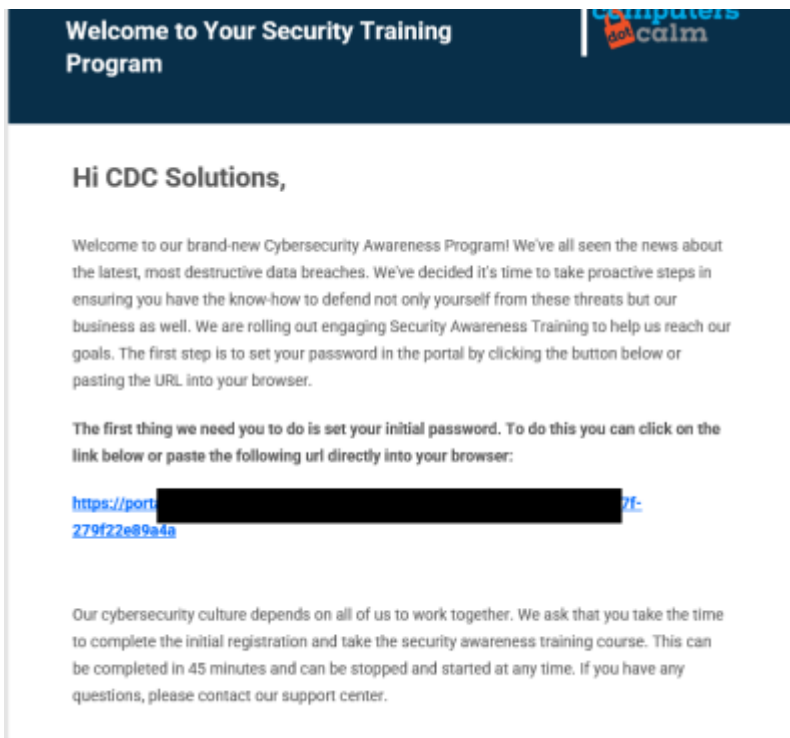 Welcome to Your Security Training
Program
computers
dot calm
Hi CDC Solutions,
Welcome to our brand-new Cybersecurity Awareness Program! We've all seen the news about
the latest, most destructive data breaches. We've decided it's time to take proactive steps in
ensuring you have the know-how to defend not only yourself from these threats but our
business as well. We are rolling out engaging Security Awareness Training to help us reach our
goals. The first step is to set your password in the portal by clicking the button below or
pasting the URL into your browser.
The first thing we need you to do is set your initial password. To do this you can click on the
link below or paste the following url directly into your browser:
https://port 7f-
279f22e89a4a
Our cybersecurity culture depends on all of us to work together. We ask that you take the time
to complete the initial registration and take the security awareness training course. This can
be completed in 45 minutes and can be stopped and started at any time. If you have any
questions, please contact our support center.